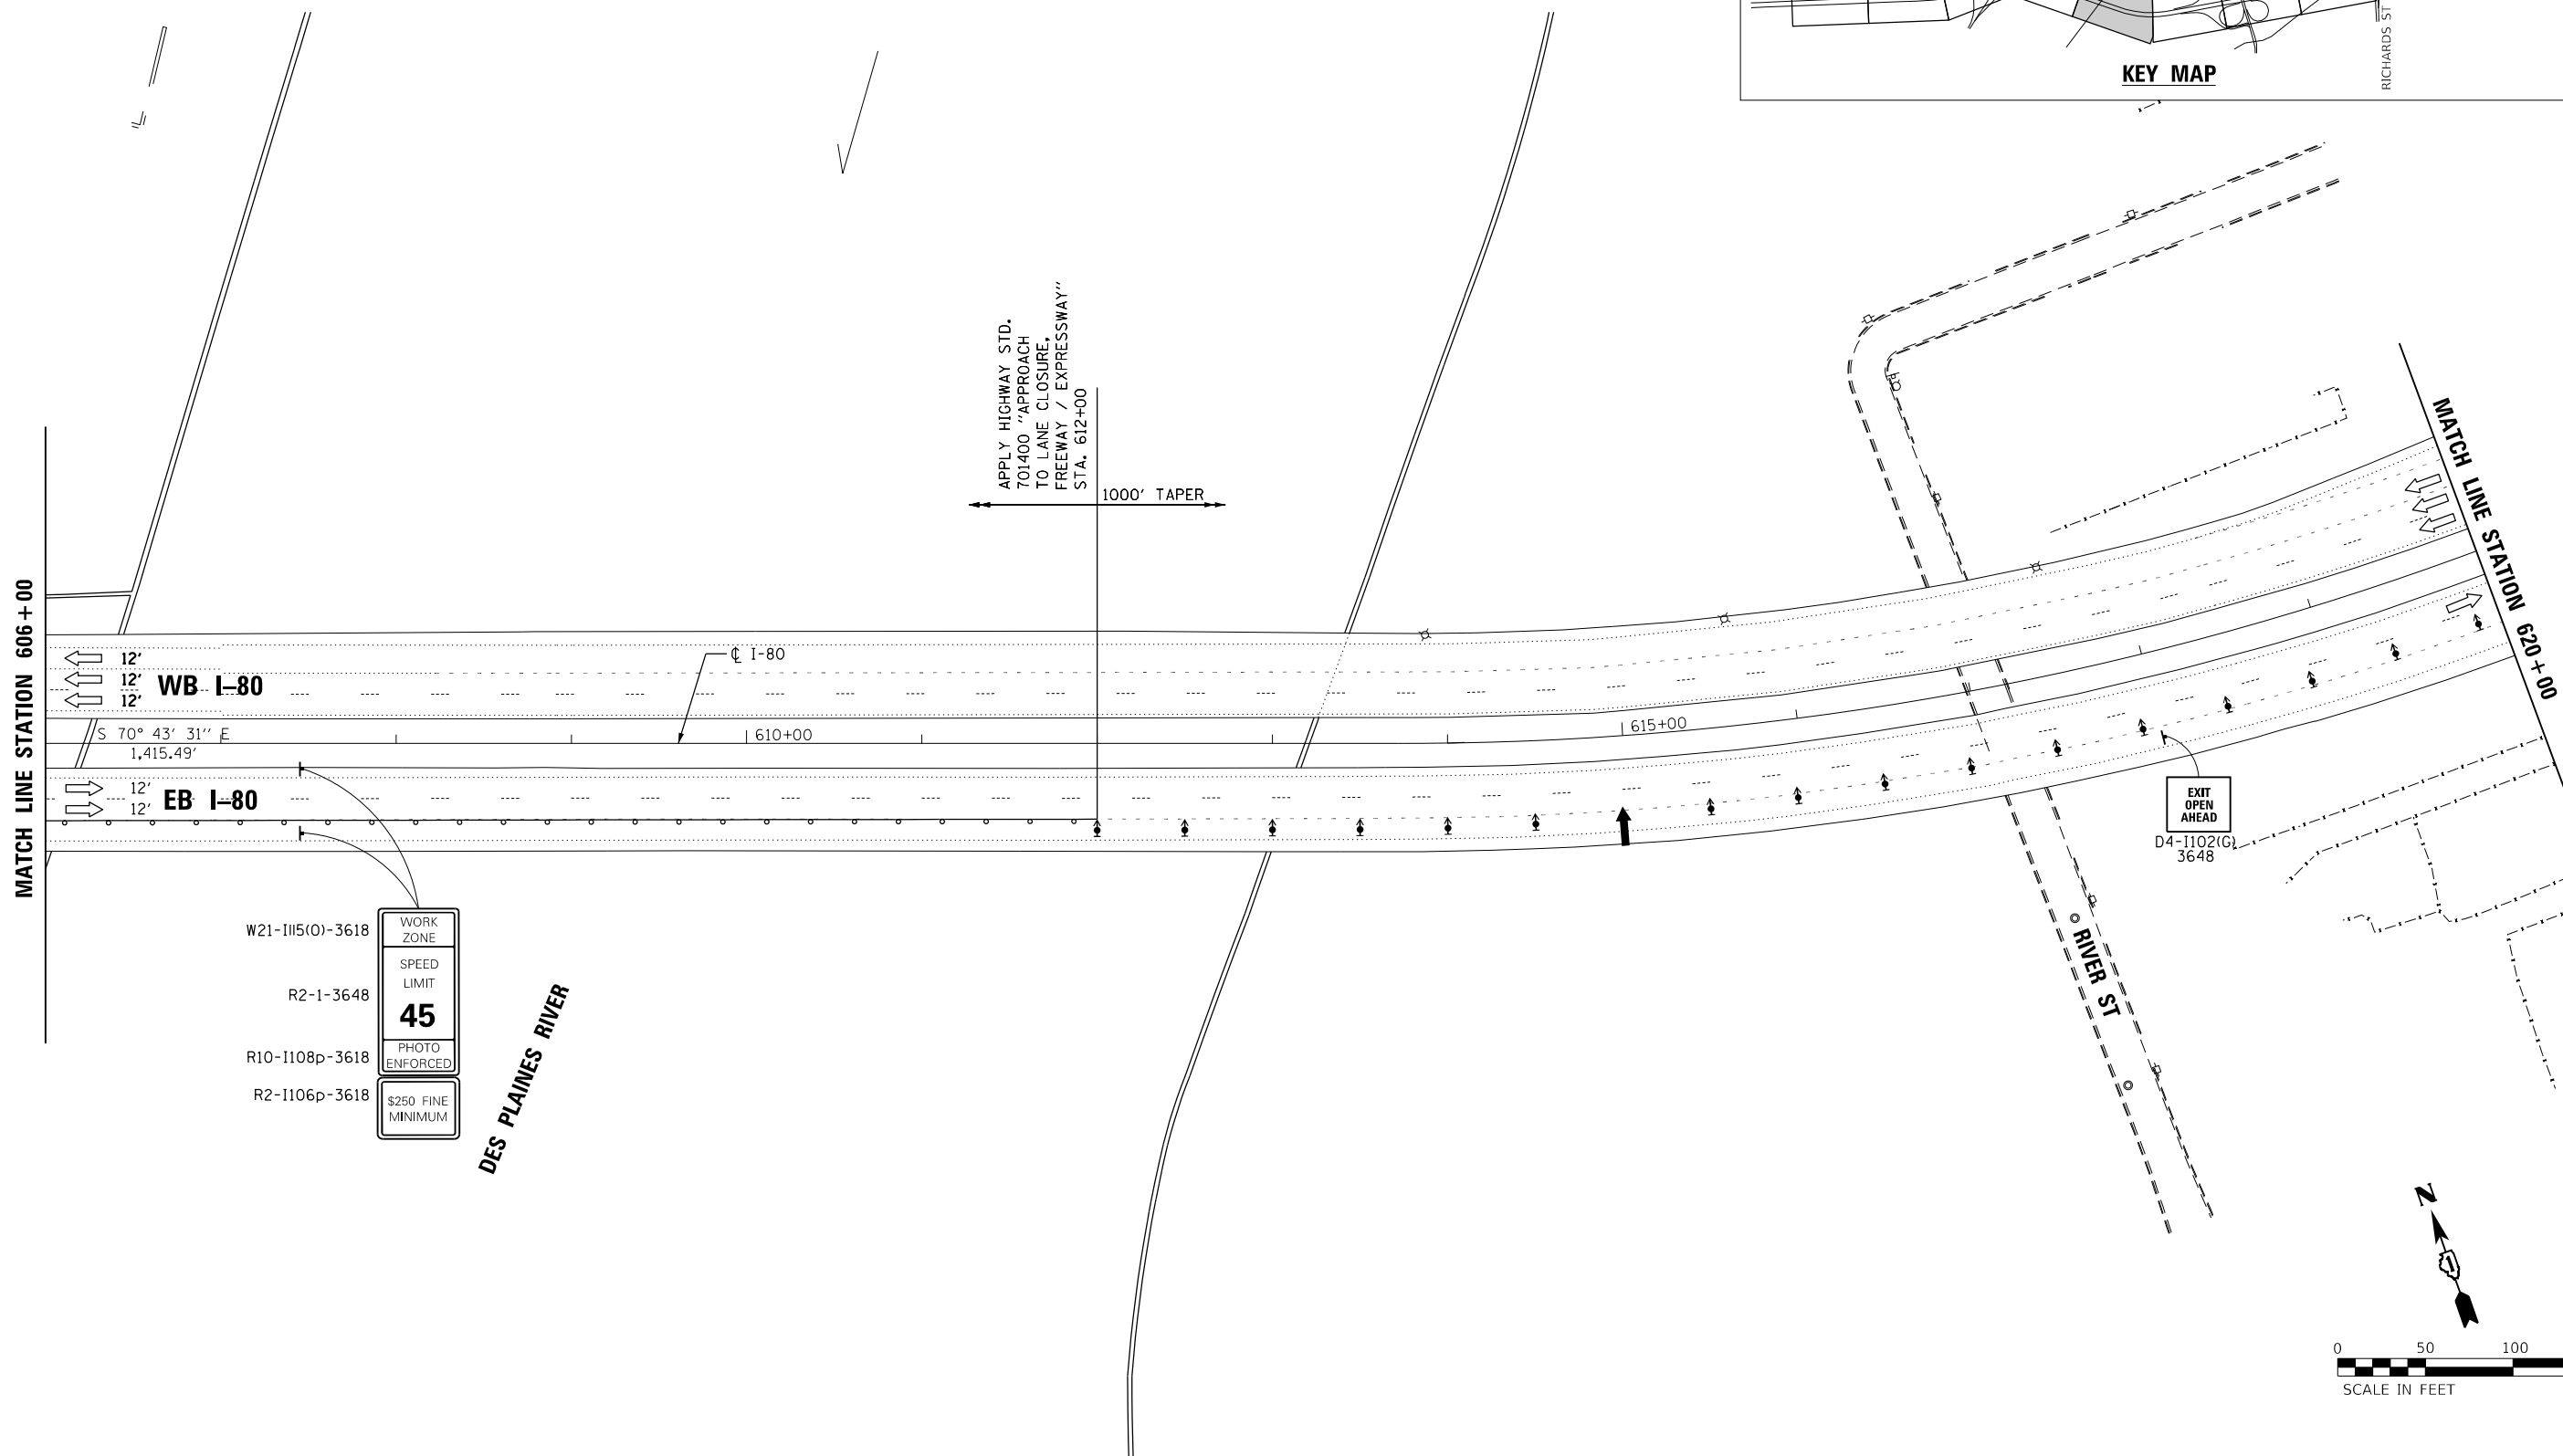 KEY MAP
RICHARDS ST
APPLY HIGHWAY STD.
701400 "APPROACH
TO LANE CLOSURE,
FREEWAY / EXPRESSWAY"
STA. 612+00
1000' TAPER
MATCH LINE STATION 606+00
MATCH LINE STATION 620+00
12'
12'
12'
WB I-80
℄ I-80
S 70° 43' 31" E
1,415.49'
610+00
615+00
12'
12'
EB I-80
EXIT
OPEN
AHEAD
D4-I102(G)
3648
W21-I115(O)-3618
WORK
ZONE
R2-1-3648
SPEED
LIMIT
45
R10-I108p-3618
PHOTO
ENFORCED
R2-I106p-3618
$250 FINE
MINIMUM
DES PLAINES RIVER
RIVER ST
N
0 50 100
SCALE IN FEET